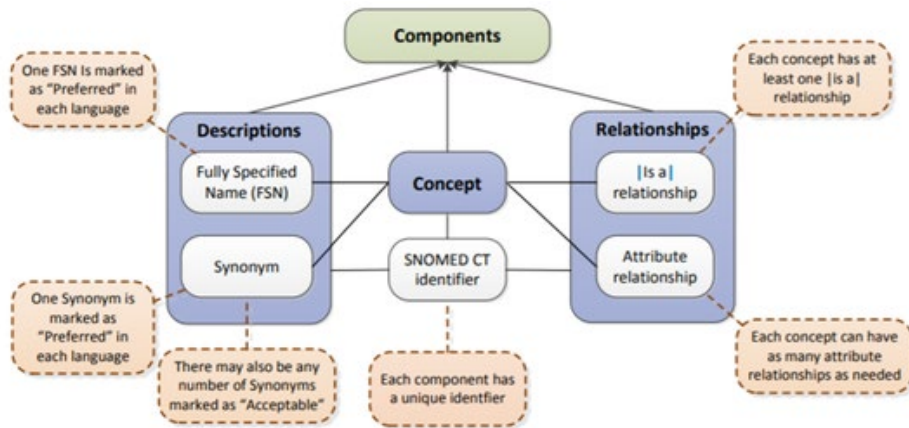 Components
One FSN Is marked
as “Preferred” in
each language
Each concept has at
least one |is a|
relationship
Descriptions
Relationships
Fully Specified
Name (FSN)
Concept
|Is a|
relationship
Synonym
SNOMED CT
identifier
Attribute
relationship
One Synonym is
marked as
“Preferred” in
each language
There may also be any
number of Synonyms
marked as “Acceptable”
Each component has
a unique identfier
Each concept can have
as many attribute
relationships as needed